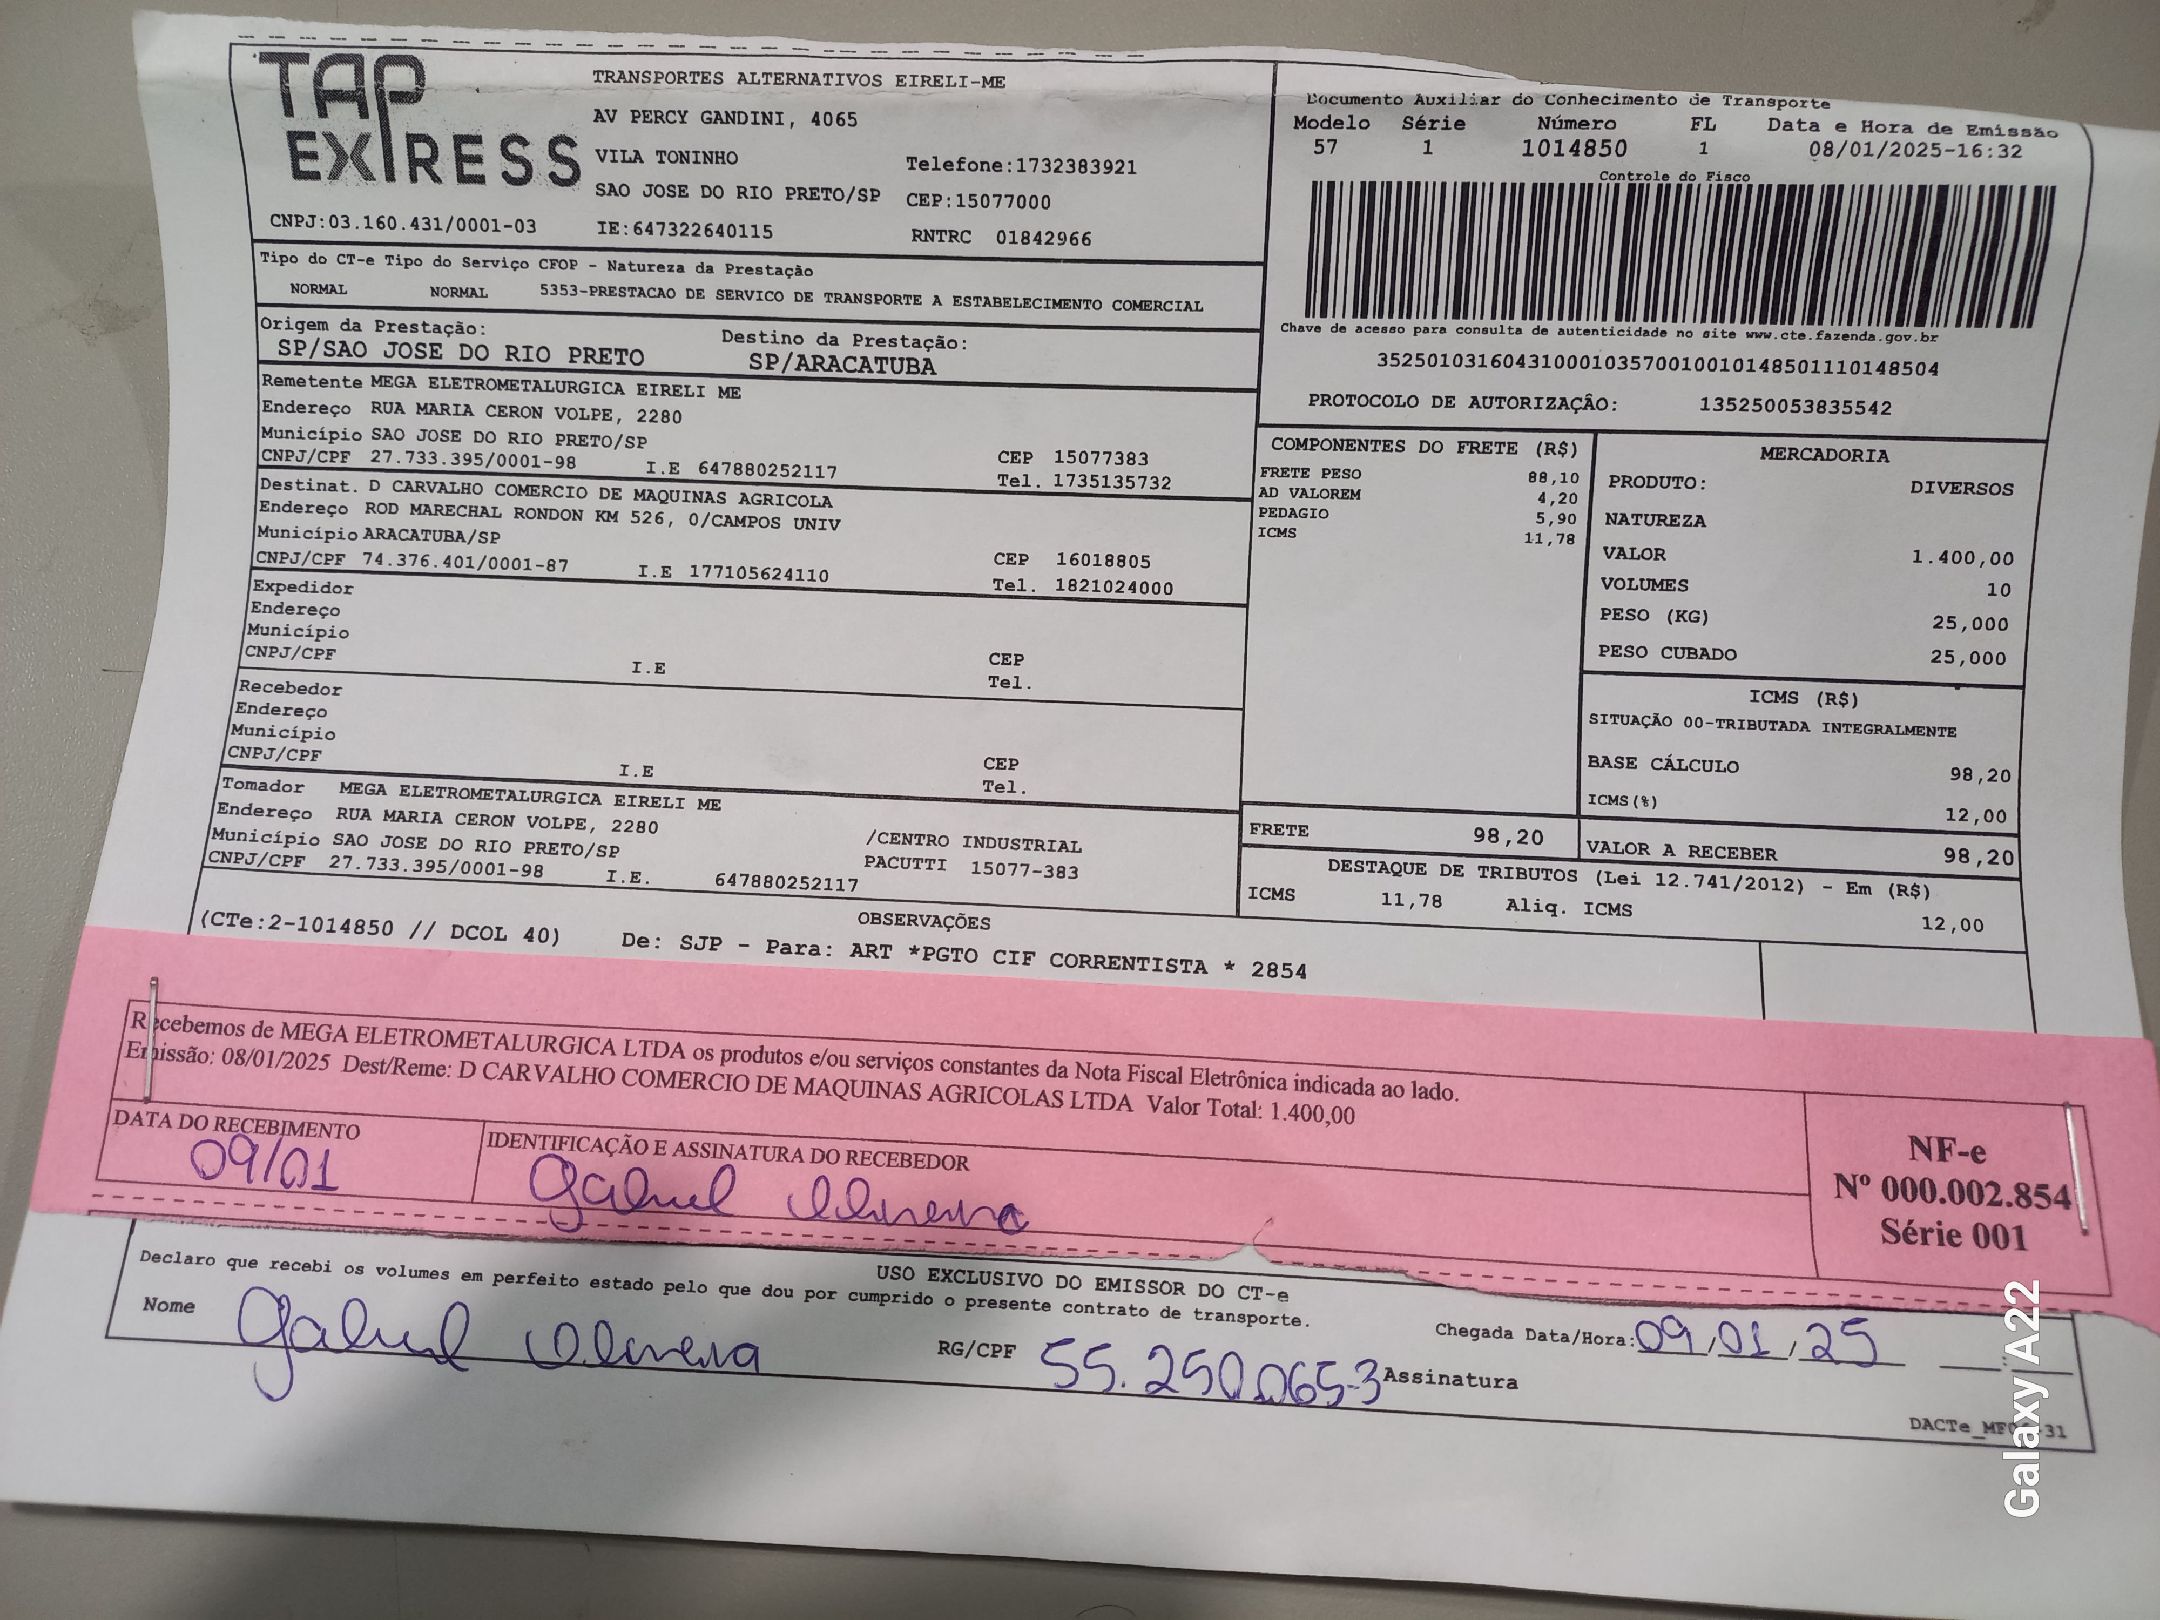 TAP EXPRESS
TRANSPORTES ALTERNATIVOS EIRELI-ME
AV PERCY GANDINI, 4065
VILA TONINHO Telefone:1732383921
SAO JOSE DO RIO PRETO/SP CEP:15077000
CNPJ:03.160.431/0001-03 IE:647322640115 RNTRC 01842966
Documento Auxiliar do Conhecimento de Transporte
Modelo Série Número FL Data e Hora de Emissão
57 1 1014850 1 08/01/2025-16:32
Controle do Fisco
Chave de acesso para consulta de autenticidade no site www.cte.fazenda.gov.br
35250103160431000103570010010148501110148504
PROTOCOLO DE AUTORIZAÇÂO: 135250053835542
Tipo do CT-e Tipo do Serviço CFOP - Natureza da Prestação
NORMAL NORMAL 5353-PRESTACAO DE SERVICO DE TRANSPORTE A ESTABELECIMENTO COMERCIAL
Origem da Prestação: Destino da Prestação:
SP/SAO JOSE DO RIO PRETO SP/ARACATUBA
Remetente MEGA ELETROMETALURGICA EIRELI ME
Endereço RUA MARIA CERON VOLPE, 2280
Município SAO JOSE DO RIO PRETO/SP CEP 15077383
CNPJ/CPF 27.733.395/0001-98 I.E 647880252117 Tel. 1735135732
Destinat. D CARVALHO COMERCIO DE MAQUINAS AGRICOLA
Endereço ROD MARECHAL RONDON KM 526, 0/CAMPOS UNIV
Município ARACATUBA/SP CEP 16018805
CNPJ/CPF 74.376.401/0001-87 I.E 177105624110 Tel. 1821024000
Expedidor
Endereço
Município CEP
CNPJ/CPF I.E Tel.
Recebedor
Endereço
Município CEP
CNPJ/CPF I.E Tel.
Tomador MEGA ELETROMETALURGICA EIRELI ME
Endereço RUA MARIA CERON VOLPE, 2280 /CENTRO INDUSTRIAL
Município SAO JOSE DO RIO PRETO/SP PACUTTI 15077-383
CNPJ/CPF 27.733.395/0001-98 I.E. 647880252117
COMPONENTES DO FRETE (R$)
FRETE PESO 88,10
AD VALOREM 4,20
PEDAGIO 5,90
ICMS 11,78
MERCADORIA
PRODUTO: DIVERSOS
NATUREZA
VALOR 1.400,00
VOLUMES 10
PESO (KG) 25,000
PESO CUBADO 25,000
ICMS (R$)
SITUAÇÃO 00-TRIBUTADA INTEGRALMENTE
BASE CÁLCULO 98,20
ICMS(%) 12,00
FRETE 98,20 VALOR A RECEBER 98,20
DESTAQUE DE TRIBUTOS (Lei 12.741/2012) - Em (R$)
ICMS 11,78 Aliq. ICMS 12,00
OBSERVAÇÕES
(CTe:2-1014850 // DCOL 40) De: SJP - Para: ART *PGTO CIF CORRENTISTA * 2854
Recebemos de MEGA ELETROMETALURGICA LTDA os produtos e/ou serviços constantes da Nota Fiscal Eletrônica indicada ao lado.
Emissão: 08/01/2025 Dest/Reme: D CARVALHO COMERCIO DE MAQUINAS AGRICOLAS LTDA Valor Total: 1.400,00
DATA DO RECEBIMENTO IDENTIFICAÇÃO E ASSINATURA DO RECEBEDOR
09/01 Gabriel Oliveira
NF-e
Nº 000.002.854
Série 001
USO EXCLUSIVO DO EMISSOR DO CT-e
Declaro que recebi os volumes em perfeito estado pelo que dou por cumprido o presente contrato de transporte.
Nome Gabriel Oliveira RG/CPF 55.250.065-3 Assinatura
Chegada Data/Hora: 09/01/25
Galaxy A22